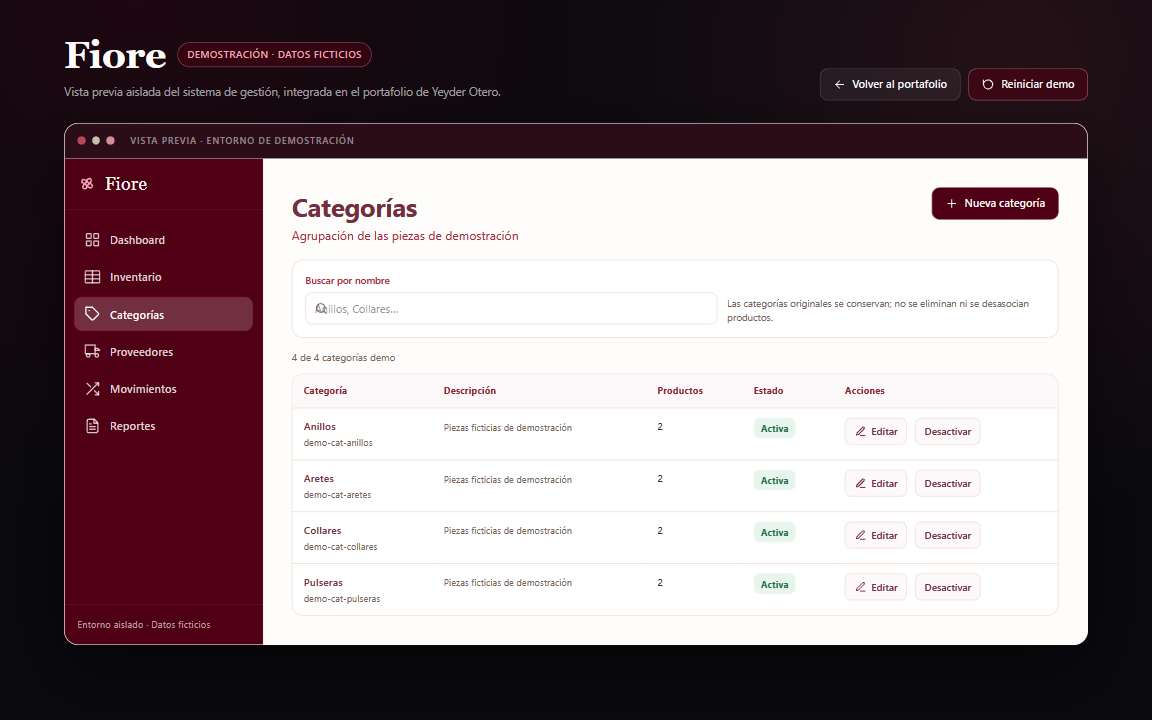 Fiore
DEMOSTRACIÓN · DATOS FICTICIOS
Vista previa aislada del sistema de gestión, integrada en el portafolio de Yeyder Otero.
← Volver al portafolio
Reiniciar demo
VISTA PREVIA · ENTORNO DE DEMOSTRACIÓN
Fiore
Dashboard
Inventario
Categorías
Proveedores
Movimientos
Reportes
Entorno aislado · Datos ficticios
Categorías
Agrupación de las piezas de demostración
+ Nueva categoría
Buscar por nombre
Anillos, Collares...
Las categorías originales se conservan; no se eliminan ni se desasocian
productos.
4 de 4 categorías demo
Categoría Descripción Productos Estado Acciones
Anillos Piezas ficticias de demostración 2 Activa Editar Desactivar
demo-cat-anillos
Aretes Piezas ficticias de demostración 2 Activa Editar Desactivar
demo-cat-aretes
Collares Piezas ficticias de demostración 2 Activa Editar Desactivar
demo-cat-collares
Pulseras Piezas ficticias de demostración 2 Activa Editar Desactivar
demo-cat-pulseras